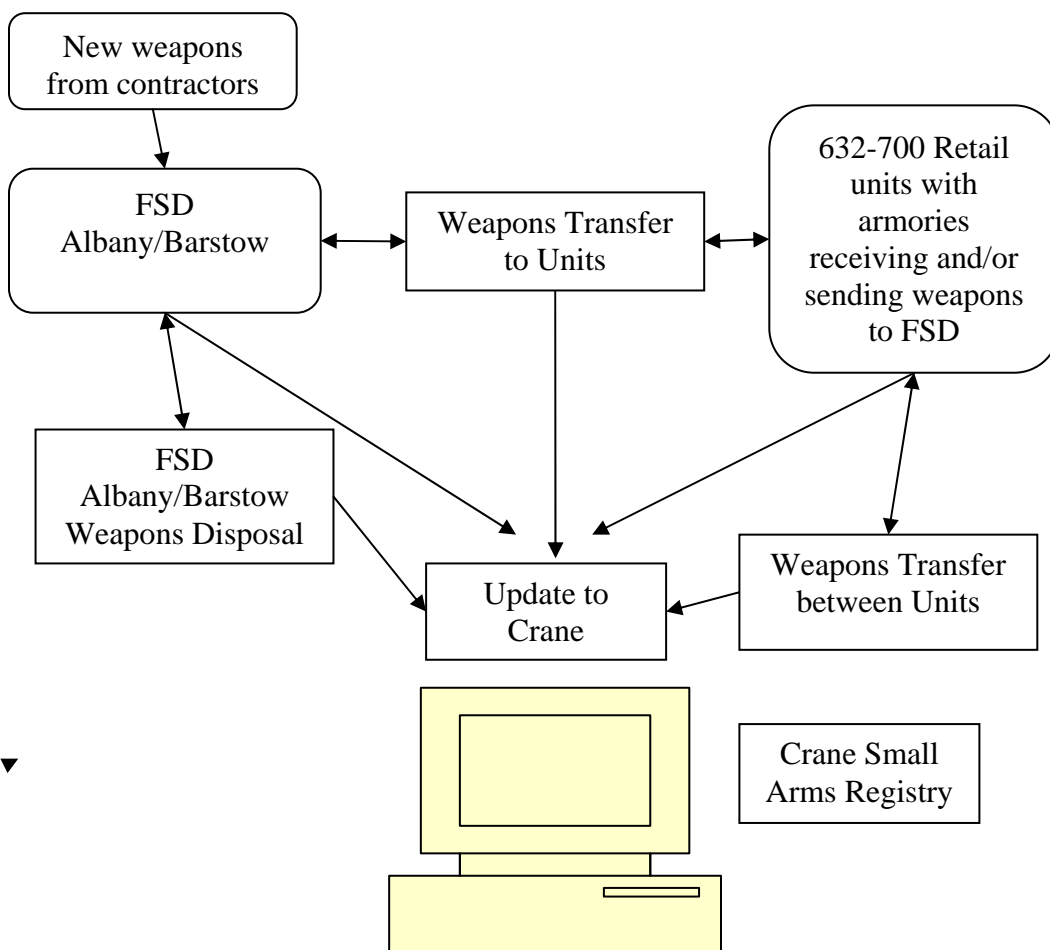 New weapons
from contractors
FSD
Albany/Barstow
Weapons Transfer
to Units
632-700 Retail
units with
armories
receiving and/or
sending weapons
to FSD
FSD
Albany/Barstow
Weapons Disposal
Update to
Crane
Weapons Transfer
between Units
Crane Small
Arms Registry